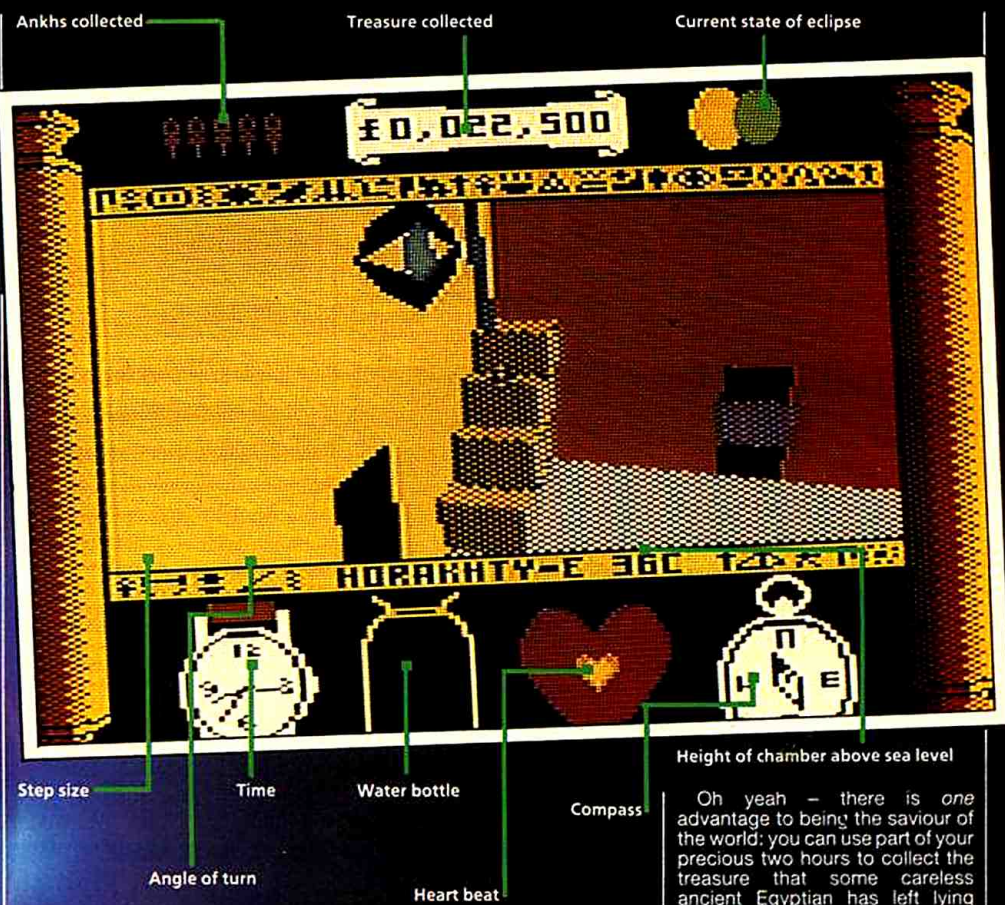 Ankhs collected
Treasure collected
Current state of eclipse
£0,022,500
HORAKHTY-E 36C
12
E
Height of chamber above sea level
Step size
Time
Water bottle
Compass
Angle of turn
Heart beat
Oh yeah – there is one
advantage to being the saviour of
the world: you can use part of your
precious two hours to collect the
treasure that some careless
ancient Egyptian has left lying